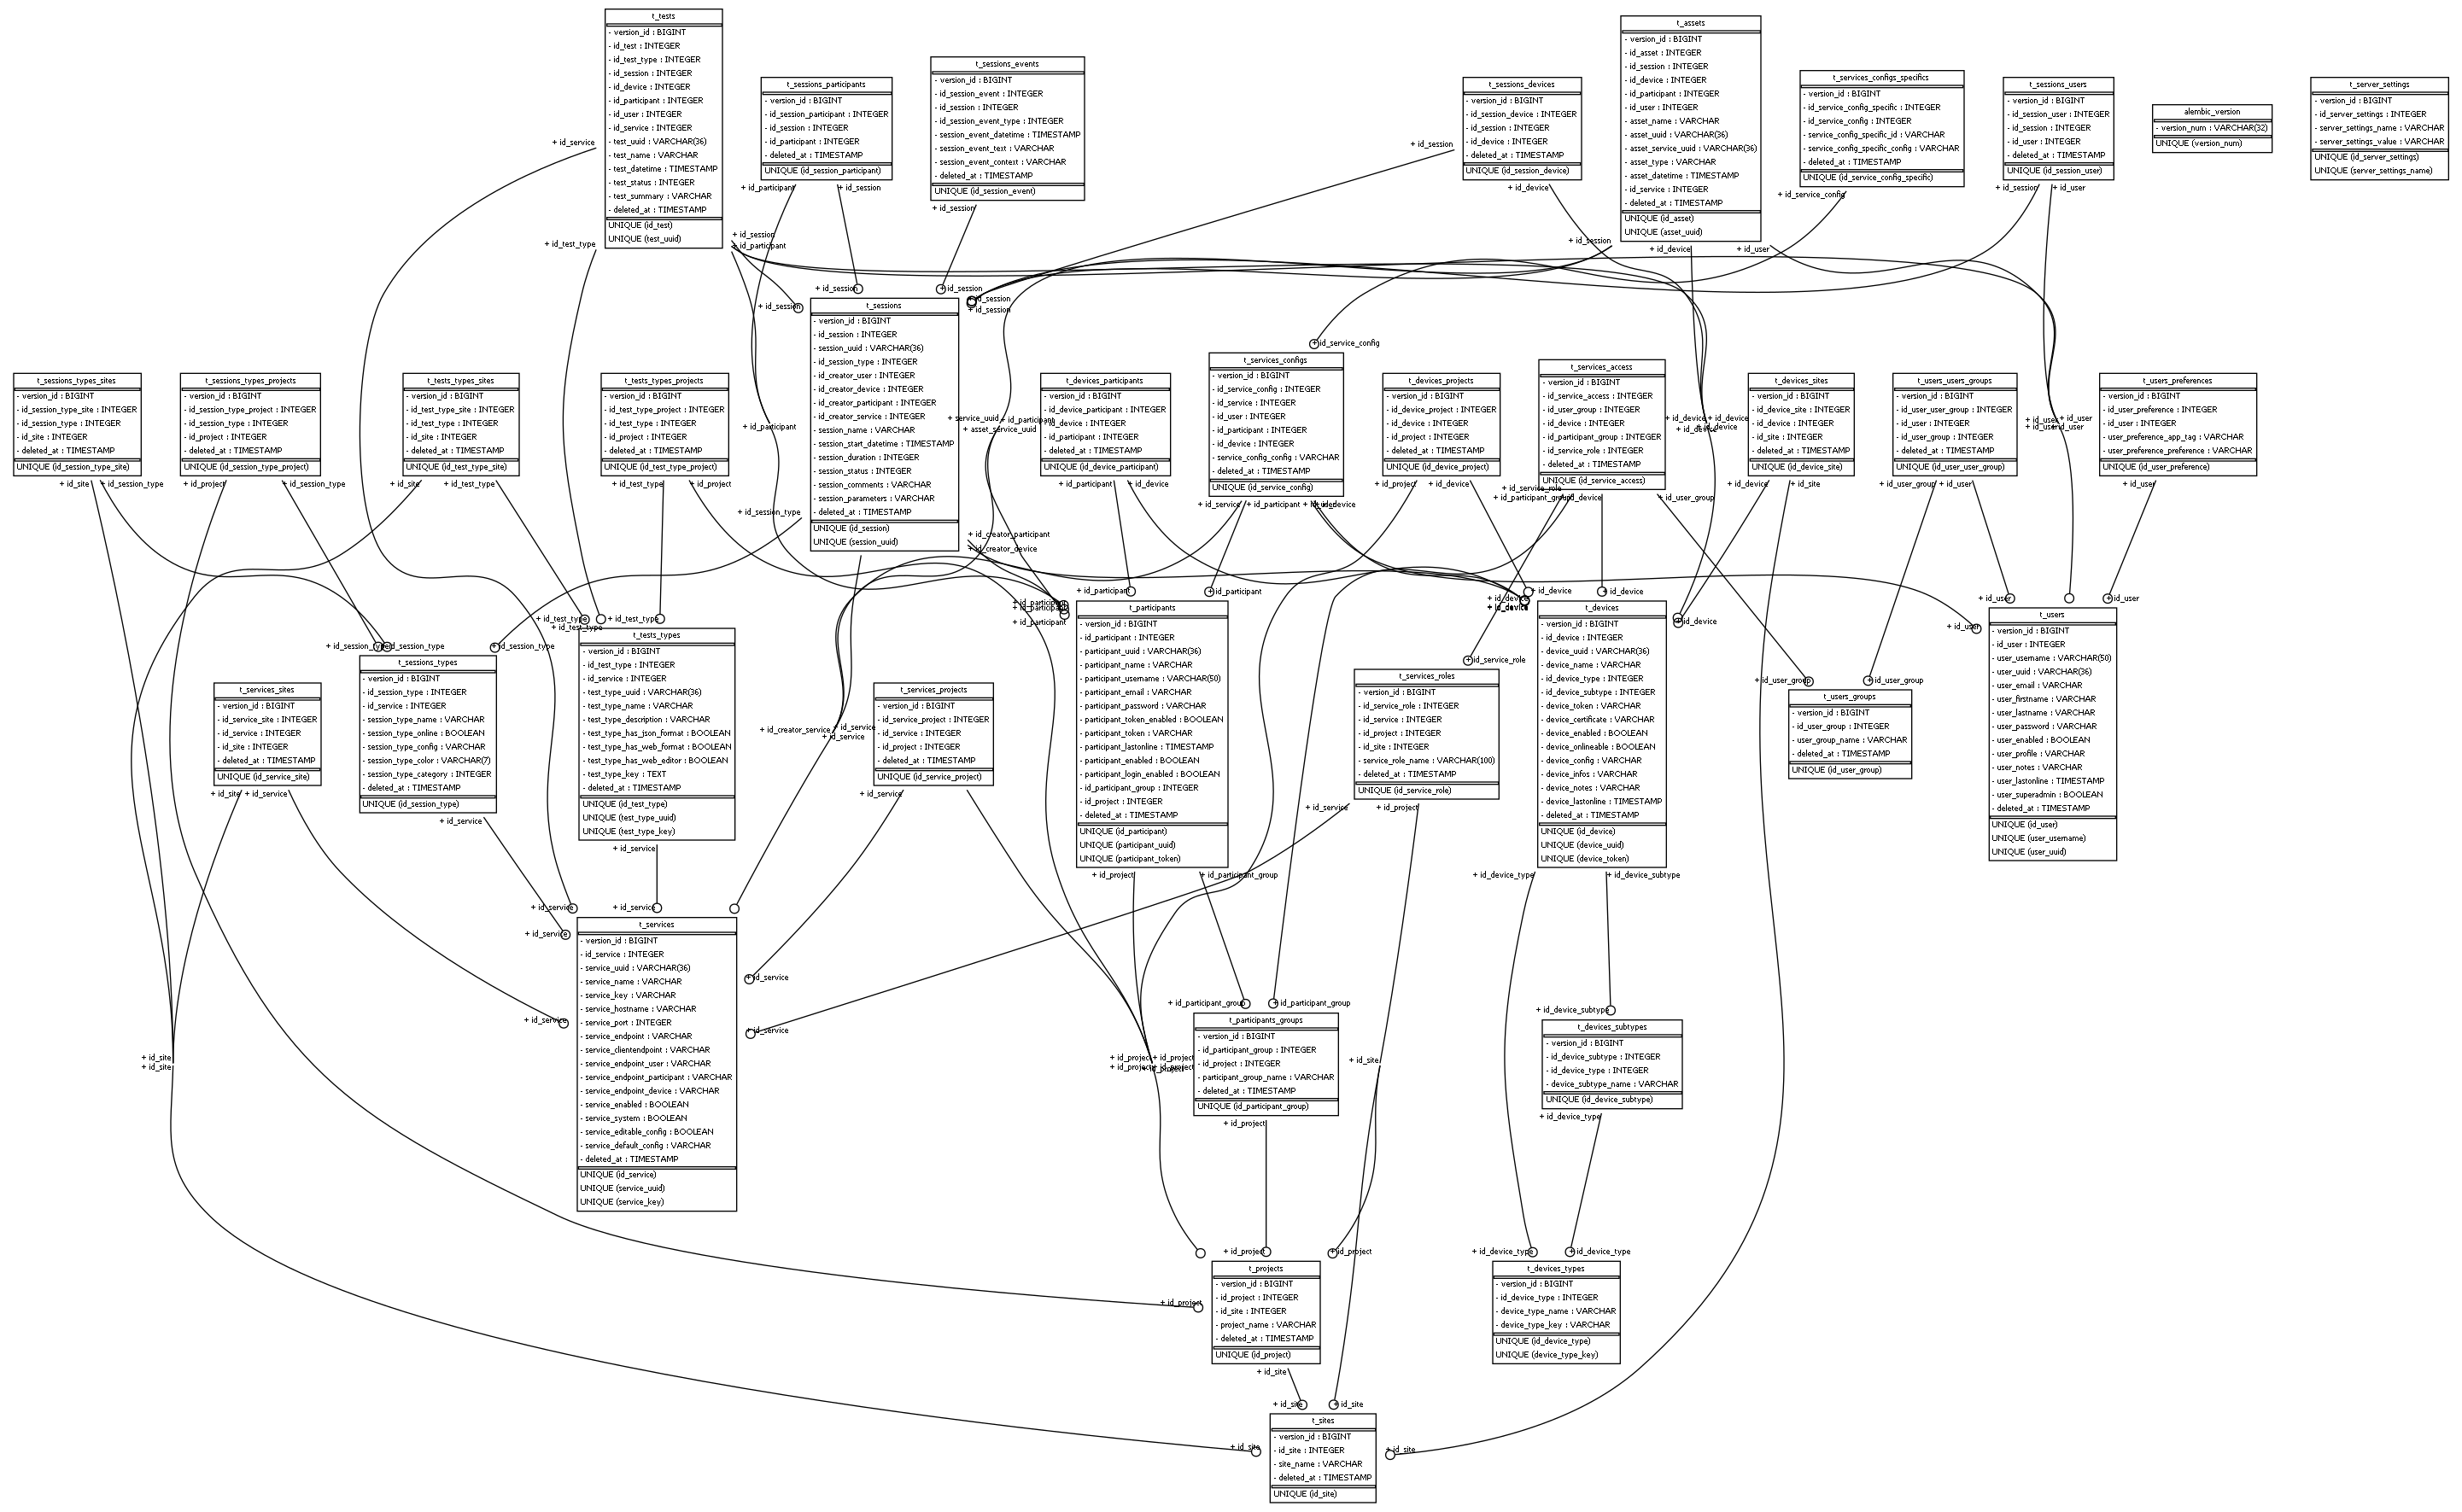 t_tests
- version_id : BIGINT
- id_test : INTEGER
- id_test_type : INTEGER
- id_session : INTEGER
- id_device : INTEGER
- id_participant : INTEGER
- id_user : INTEGER
- id_service : INTEGER
- test_uuid : VARCHAR(36)
- test_name : VARCHAR
- test_datetime : TIMESTAMP
- test_status : INTEGER
- test_summary : VARCHAR
- deleted_at : TIMESTAMP
UNIQUE (id_test)
UNIQUE (test_uuid)
t_sessions_participants
- version_id : BIGINT
- id_session_participant : INTEGER
- id_session : INTEGER
- id_participant : INTEGER
- deleted_at : TIMESTAMP
UNIQUE (id_session_participant)
t_sessions_events
- version_id : BIGINT
- id_session_event : INTEGER
- id_session : INTEGER
- id_session_event_type : INTEGER
- session_event_datetime : TIMESTAMP
- session_event_text : VARCHAR
- session_event_context : VARCHAR
- deleted_at : TIMESTAMP
UNIQUE (id_session_event)
t_sessions_devices
- version_id : BIGINT
- id_session_device : INTEGER
- id_session : INTEGER
- id_device : INTEGER
- deleted_at : TIMESTAMP
UNIQUE (id_session_device)
t_assets
- version_id : BIGINT
- id_asset : INTEGER
- id_session : INTEGER
- id_device : INTEGER
- id_participant : INTEGER
- id_user : INTEGER
- asset_name : VARCHAR
- asset_uuid : VARCHAR(36)
- asset_service_uuid : VARCHAR(36)
- asset_type : VARCHAR
- asset_datetime : TIMESTAMP
- id_service : INTEGER
- deleted_at : TIMESTAMP
UNIQUE (id_asset)
UNIQUE (asset_uuid)
t_services_configs_specifics
- version_id : BIGINT
- id_service_config_specific : INTEGER
- id_service_config : INTEGER
- service_config_specific_id : VARCHAR
- service_config_specific_config : VARCHAR
- deleted_at : TIMESTAMP
UNIQUE (id_service_config_specific)
t_sessions_users
- version_id : BIGINT
- id_session_user : INTEGER
- id_session : INTEGER
- id_user : INTEGER
- deleted_at : TIMESTAMP
UNIQUE (id_session_user)
alembic_version
- version_num : VARCHAR(32)
UNIQUE (version_num)
t_server_settings
- version_id : BIGINT
- id_server_settings : INTEGER
- server_settings_name : VARCHAR
- server_settings_value : VARCHAR
UNIQUE (id_server_settings)
UNIQUE (server_settings_name)
+ id_service
+ id_session
+ id_participant
+ id_session
+ id_device
+ id_service_config
+ id_session
+ id_user
+ id_session
+ id_test_type
+ id_session
+ id_participant
+ id_session
+ id_device
+ id_user
+ id_session
+ id_session
+ id_session
+ id_session
+ id_session
+ id_service_config
t_sessions
- version_id : BIGINT
- id_session : INTEGER
- session_uuid : VARCHAR(36)
- id_session_type : INTEGER
- id_creator_user : INTEGER
- id_creator_device : INTEGER
- id_creator_participant : INTEGER
- id_creator_service : INTEGER
- session_name : VARCHAR
- session_start_datetime : TIMESTAMP
- session_duration : INTEGER
- session_status : INTEGER
- session_comments : VARCHAR
- session_parameters : VARCHAR
- deleted_at : TIMESTAMP
UNIQUE (id_session)
UNIQUE (session_uuid)
t_sessions_types_sites
- version_id : BIGINT
- id_session_type_site : INTEGER
- id_session_type : INTEGER
- id_site : INTEGER
- deleted_at : TIMESTAMP
UNIQUE (id_session_type_site)
t_sessions_types_projects
- version_id : BIGINT
- id_session_type_project : INTEGER
- id_session_type : INTEGER
- id_project : INTEGER
- deleted_at : TIMESTAMP
UNIQUE (id_session_type_project)
t_tests_types_sites
- version_id : BIGINT
- id_test_type_site : INTEGER
- id_test_type : INTEGER
- id_site : INTEGER
- deleted_at : TIMESTAMP
UNIQUE (id_test_type_site)
t_tests_types_projects
- version_id : BIGINT
- id_test_type_project : INTEGER
- id_test_type : INTEGER
- id_project : INTEGER
- deleted_at : TIMESTAMP
UNIQUE (id_test_type_project)
t_devices_participants
- version_id : BIGINT
- id_device_participant : INTEGER
- id_device : INTEGER
- id_participant : INTEGER
- deleted_at : TIMESTAMP
UNIQUE (id_device_participant)
t_services_configs
- version_id : BIGINT
- id_service_config : INTEGER
- id_service : INTEGER
- id_user : INTEGER
- id_participant : INTEGER
- id_device : INTEGER
- service_config_config : VARCHAR
- deleted_at : TIMESTAMP
UNIQUE (id_service_config)
t_devices_projects
- version_id : BIGINT
- id_device_project : INTEGER
- id_device : INTEGER
- id_project : INTEGER
- deleted_at : TIMESTAMP
UNIQUE (id_device_project)
t_services_access
- version_id : BIGINT
- id_service_access : INTEGER
- id_user_group : INTEGER
- id_device : INTEGER
- id_participant_group : INTEGER
- id_service_role : INTEGER
- deleted_at : TIMESTAMP
UNIQUE (id_service_access)
t_devices_sites
- version_id : BIGINT
- id_device_site : INTEGER
- id_device : INTEGER
- id_site : INTEGER
- deleted_at : TIMESTAMP
UNIQUE (id_device_site)
t_users_users_groups
- version_id : BIGINT
- id_user_user_group : INTEGER
- id_user : INTEGER
- id_user_group : INTEGER
- deleted_at : TIMESTAMP
UNIQUE (id_user_user_group)
t_users_preferences
- version_id : BIGINT
- id_user_preference : INTEGER
- id_user : INTEGER
- user_preference_app_tag : VARCHAR
- user_preference_preference : VARCHAR
UNIQUE (id_user_preference)
+ id_participant
+ service_uuid
+ asset_service_uuid
+ id_device
+ id_device
+ id_user
+ id_site
+ id_session_type
+ id_project
+ id_session_type
+ id_site
+ id_test_type
+ id_test_type
+ id_project
+ id_session_type
+ id_participant
+ id_device
+ id_service
+ id_participant
+ id_project
+ id_device
+ id_service_role
+ id_user_group
+ id_device
+ id_site
+ id_user_group
+ id_user
+ id_user
+ id_creator_participant
+ id_creator_device
+ id_participant
+ id_participant
+ id_participant
+ id_device
+ id_device
+ id_device
+ id_user
+ id_user
+ id_user
+ id_test_type
+ id_test_type
+ id_session_type
+ id_service_role
+ id_user_group
+ id_user_group
t_sessions_types
- version_id : BIGINT
- id_session_type : INTEGER
- id_service : INTEGER
- session_type_name : VARCHAR
- session_type_online : BOOLEAN
- session_type_config : VARCHAR
- session_type_color : VARCHAR(7)
- session_type_category : INTEGER
- deleted_at : TIMESTAMP
UNIQUE (id_session_type)
t_tests_types
- version_id : BIGINT
- id_test_type : INTEGER
- id_service : INTEGER
- test_type_uuid : VARCHAR(36)
- test_type_name : VARCHAR
- test_type_description : VARCHAR
- test_type_has_json_format : BOOLEAN
- test_type_has_web_format : BOOLEAN
- test_type_has_web_editor : BOOLEAN
- test_type_key : TEXT
- deleted_at : TIMESTAMP
UNIQUE (id_test_type)
UNIQUE (test_type_uuid)
UNIQUE (test_type_key)
t_participants
- version_id : BIGINT
- id_participant : INTEGER
- participant_uuid : VARCHAR(36)
- participant_name : VARCHAR
- participant_username : VARCHAR(50)
- participant_email : VARCHAR
- participant_password : VARCHAR
- participant_token_enabled : BOOLEAN
- participant_token : VARCHAR
- participant_lastonline : TIMESTAMP
- participant_enabled : BOOLEAN
- participant_login_enabled : BOOLEAN
- id_participant_group : INTEGER
- id_project : INTEGER
- deleted_at : TIMESTAMP
UNIQUE (id_participant)
UNIQUE (participant_uuid)
UNIQUE (participant_token)
t_devices
- version_id : BIGINT
- id_device : INTEGER
- device_uuid : VARCHAR(36)
- device_name : VARCHAR
- id_device_type : INTEGER
- id_device_subtype : INTEGER
- device_token : VARCHAR
- device_certificate : VARCHAR
- device_enabled : BOOLEAN
- device_onlineable : BOOLEAN
- device_config : VARCHAR
- device_infos : VARCHAR
- device_notes : VARCHAR
- device_lastonline : TIMESTAMP
- deleted_at : TIMESTAMP
UNIQUE (id_device)
UNIQUE (device_uuid)
UNIQUE (device_token)
t_users
- version_id : BIGINT
- id_user : INTEGER
- user_username : VARCHAR(50)
- user_uuid : VARCHAR(36)
- user_email : VARCHAR
- user_firstname : VARCHAR
- user_lastname : VARCHAR
- user_password : VARCHAR
- user_enabled : BOOLEAN
- user_profile : VARCHAR
- user_notes : VARCHAR
- user_lastonline : TIMESTAMP
- user_superadmin : BOOLEAN
- deleted_at : TIMESTAMP
UNIQUE (id_user)
UNIQUE (user_username)
UNIQUE (user_uuid)
t_services_sites
- version_id : BIGINT
- id_service_site : INTEGER
- id_service : INTEGER
- id_site : INTEGER
- deleted_at : TIMESTAMP
UNIQUE (id_service_site)
t_services_projects
- version_id : BIGINT
- id_service_project : INTEGER
- id_service : INTEGER
- id_project : INTEGER
- deleted_at : TIMESTAMP
UNIQUE (id_service_project)
t_services_roles
- version_id : BIGINT
- id_service_role : INTEGER
- id_service : INTEGER
- id_project : INTEGER
- id_site : INTEGER
- service_role_name : VARCHAR(100)
- deleted_at : TIMESTAMP
UNIQUE (id_service_role)
t_users_groups
- version_id : BIGINT
- id_user_group : INTEGER
- user_group_name : VARCHAR
- deleted_at : TIMESTAMP
UNIQUE (id_user_group)
+ id_creator_service
+ id_service
+ id_service
+ id_site
+ id_service
+ id_service
+ id_service
+ id_service
+ id_service
+ id_project
+ id_project
+ id_participant_group
+ id_device_type
+ id_device_subtype
+ id_service
+ id_service
+ id_service
+ id_service
+ id_service
+ id_service
t_services
- version_id : BIGINT
- id_service : INTEGER
- service_uuid : VARCHAR(36)
- service_name : VARCHAR
- service_key : VARCHAR
- service_hostname : VARCHAR
- service_port : INTEGER
- service_endpoint : VARCHAR
- service_clientendpoint : VARCHAR
- service_endpoint_user : VARCHAR
- service_endpoint_participant : VARCHAR
- service_endpoint_device : VARCHAR
- service_enabled : BOOLEAN
- service_system : BOOLEAN
- service_editable_config : BOOLEAN
- service_default_config : VARCHAR
- deleted_at : TIMESTAMP
UNIQUE (id_service)
UNIQUE (service_uuid)
UNIQUE (service_key)
+ id_participant_group
+ id_participant_group
+ id_device_subtype
t_participants_groups
- version_id : BIGINT
- id_participant_group : INTEGER
- id_project : INTEGER
- participant_group_name : VARCHAR
- deleted_at : TIMESTAMP
UNIQUE (id_participant_group)
t_devices_subtypes
- version_id : BIGINT
- id_device_subtype : INTEGER
- id_device_type : INTEGER
- device_subtype_name : VARCHAR
UNIQUE (id_device_subtype)
+ id_site
+ id_site
+ id_project
+ id_project
+ id_site
+ id_project
+ id_device_type
+ id_project
+ id_project
+ id_device_type
+ id_device_type
+ id_project
t_projects
- version_id : BIGINT
- id_project : INTEGER
- id_site : INTEGER
- project_name : VARCHAR
- deleted_at : TIMESTAMP
UNIQUE (id_project)
t_devices_types
- version_id : BIGINT
- id_device_type : INTEGER
- device_type_name : VARCHAR
- device_type_key : VARCHAR
UNIQUE (id_device_type)
UNIQUE (device_type_key)
+ id_site
+ id_site
+ id_site
+ id_site
+ id_site
t_sites
- version_id : BIGINT
- id_site : INTEGER
- site_name : VARCHAR
- deleted_at : TIMESTAMP
UNIQUE (id_site)